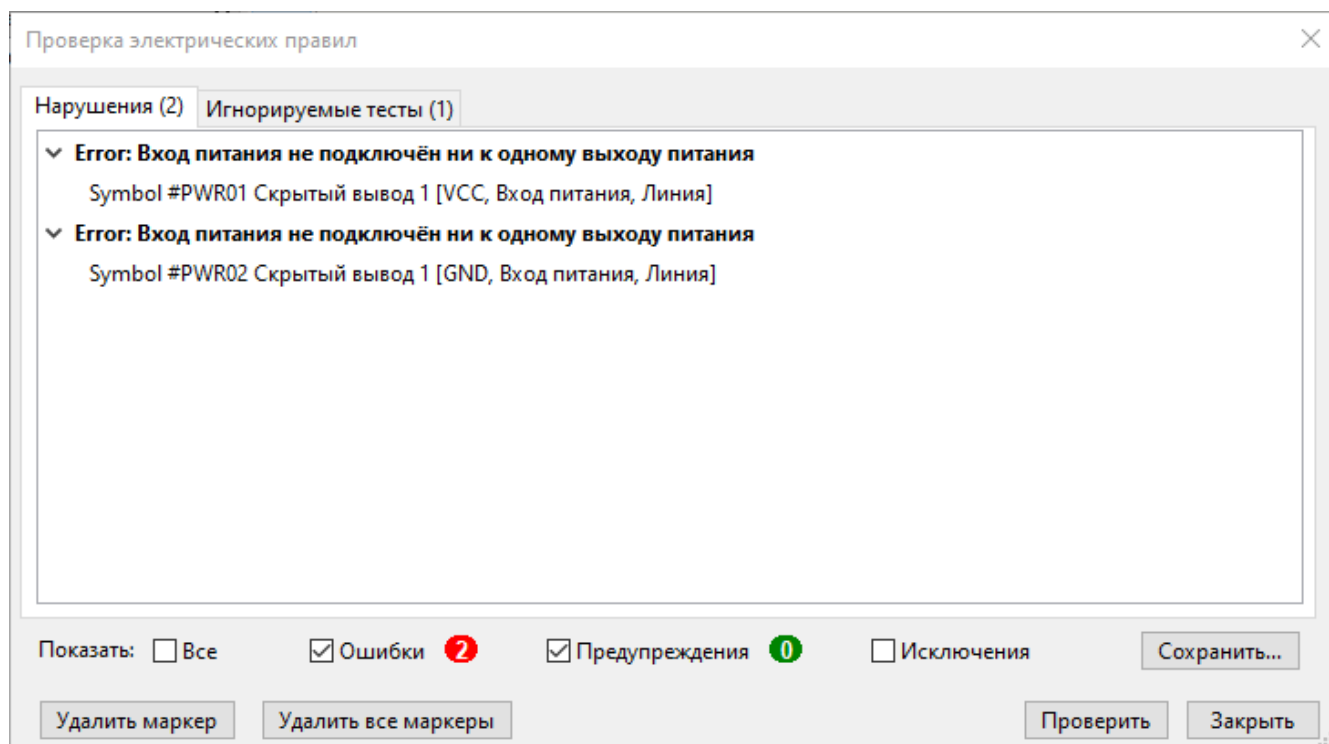 Проверка электрических правил
Нарушения (2) Игнорируемые тесты (1)
Error: Вход питания не подключён ни к одному выходу питания
Symbol #PWR01 Скрытый вывод 1 [VCC, Вход питания, Линия]
Error: Вход питания не подключён ни к одному выходу питания
Symbol #PWR02 Скрытый вывод 1 [GND, Вход питания, Линия]
Показать: Все Ошибки 2 Предупреждения 0 Исключения Сохранить...
Удалить маркер Удалить все маркеры Проверить Закрыть